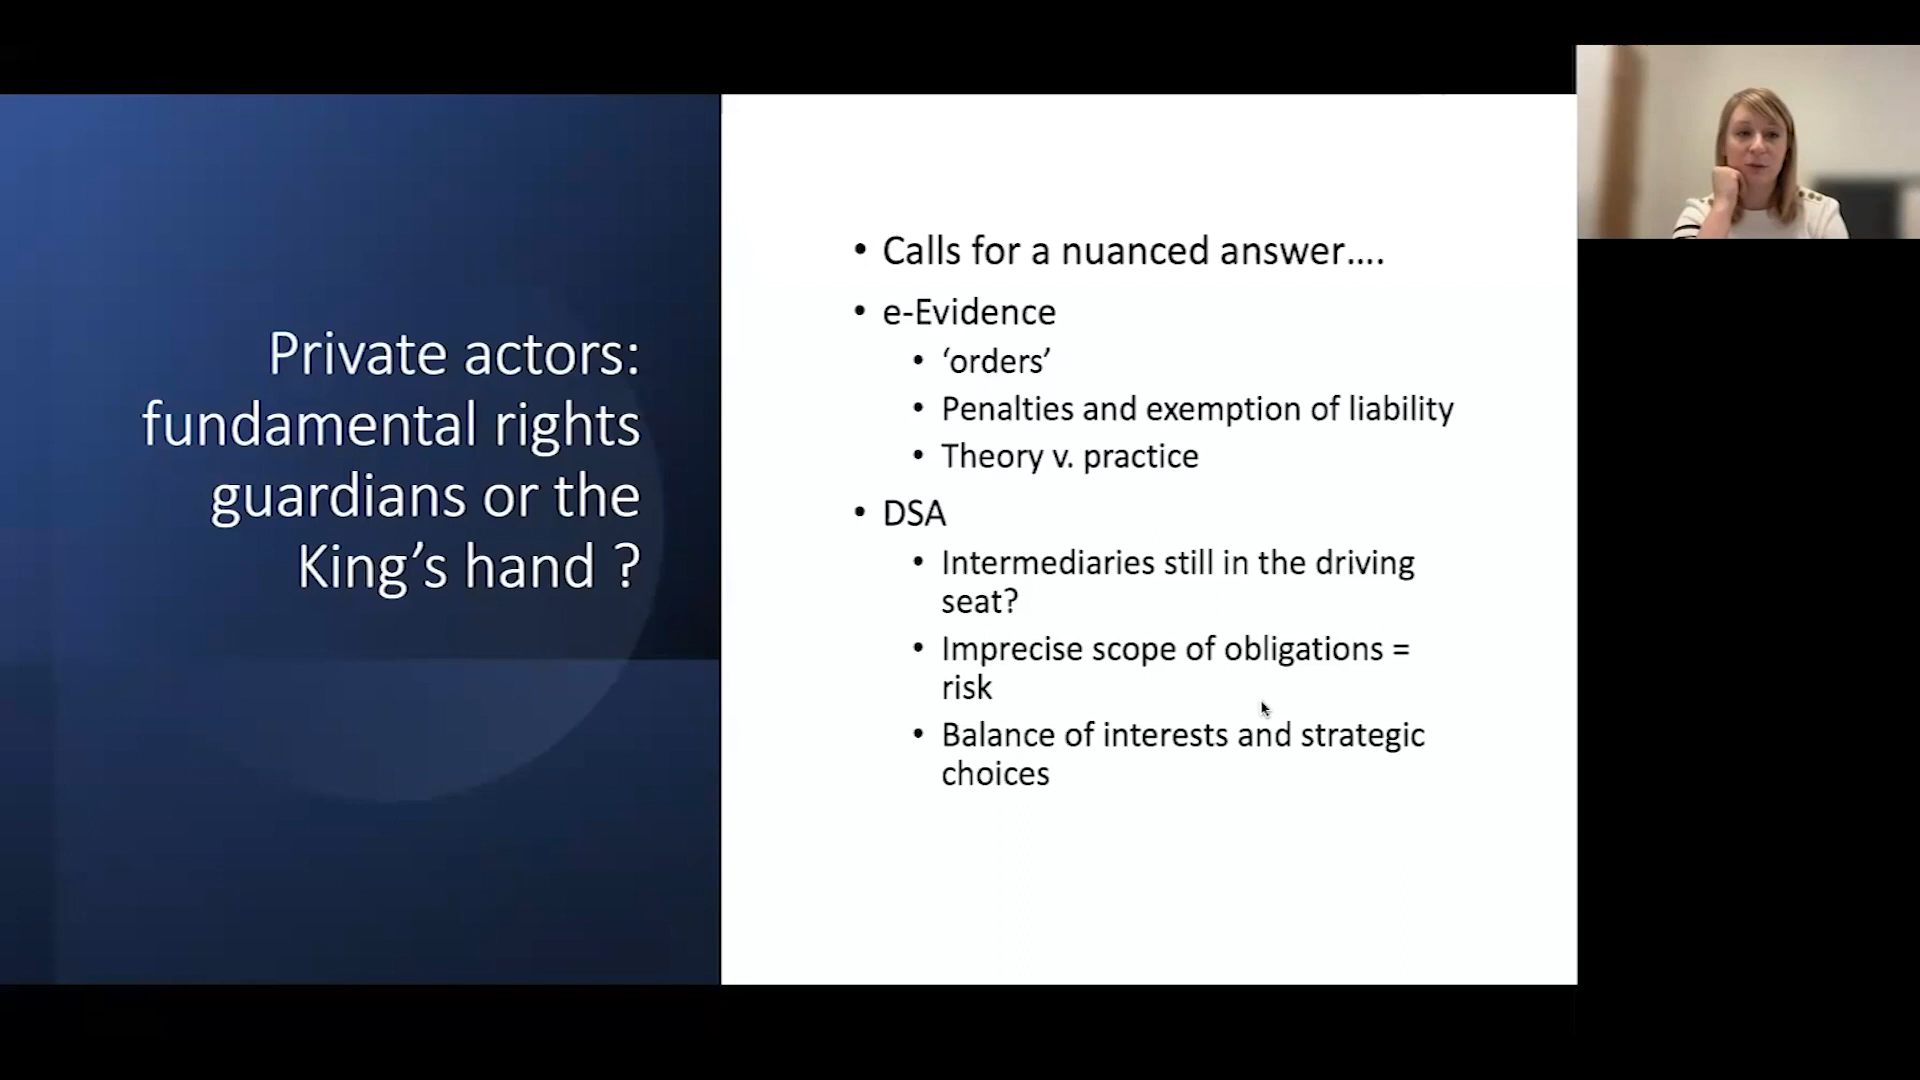 Private actors:
fundamental rights
guardians or the
King’s hand ?
• Calls for a nuanced answer....
• e-Evidence
• ‘orders’
• Penalties and exemption of liability
• Theory v. practice
• DSA
• Intermediaries still in the driving
seat?
• Imprecise scope of obligations =
risk
• Balance of interests and strategic
choices